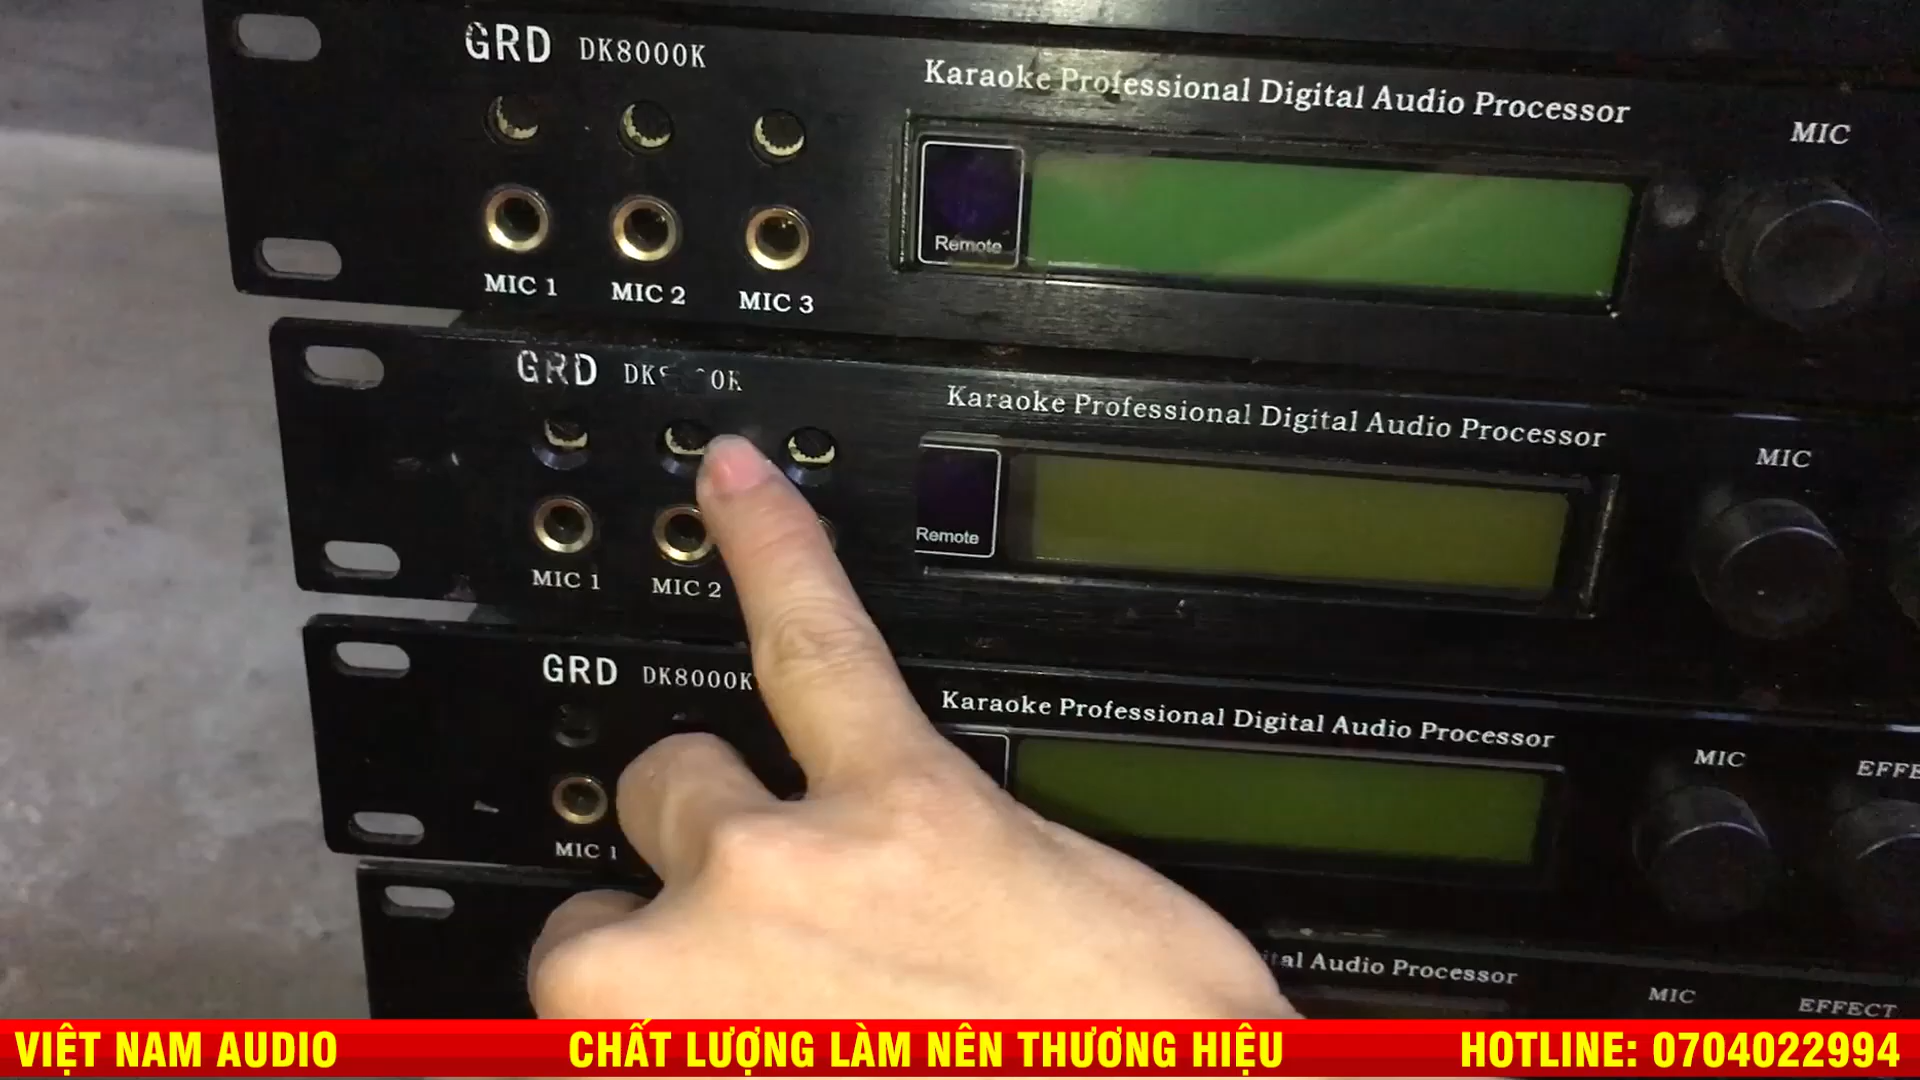 GRD DK8000K
Karaoke Professional Digital Audio Processor
MIC
Remote
MIC 1 MIC 2 MIC 3
GRD
Karaoke Professional Digital Audio Processor
MIC
Remote
MIC 1 MIC 2
GRD DK8000K
Karaoke Professional Digital Audio Processor
MIC
MIC 1
Audio Processor
MIC EFFECT
VIỆT NAM AUDIO CHẤT LƯỢNG LÀM NÊN THƯƠNG HIỆU HOTLINE: 0704022994